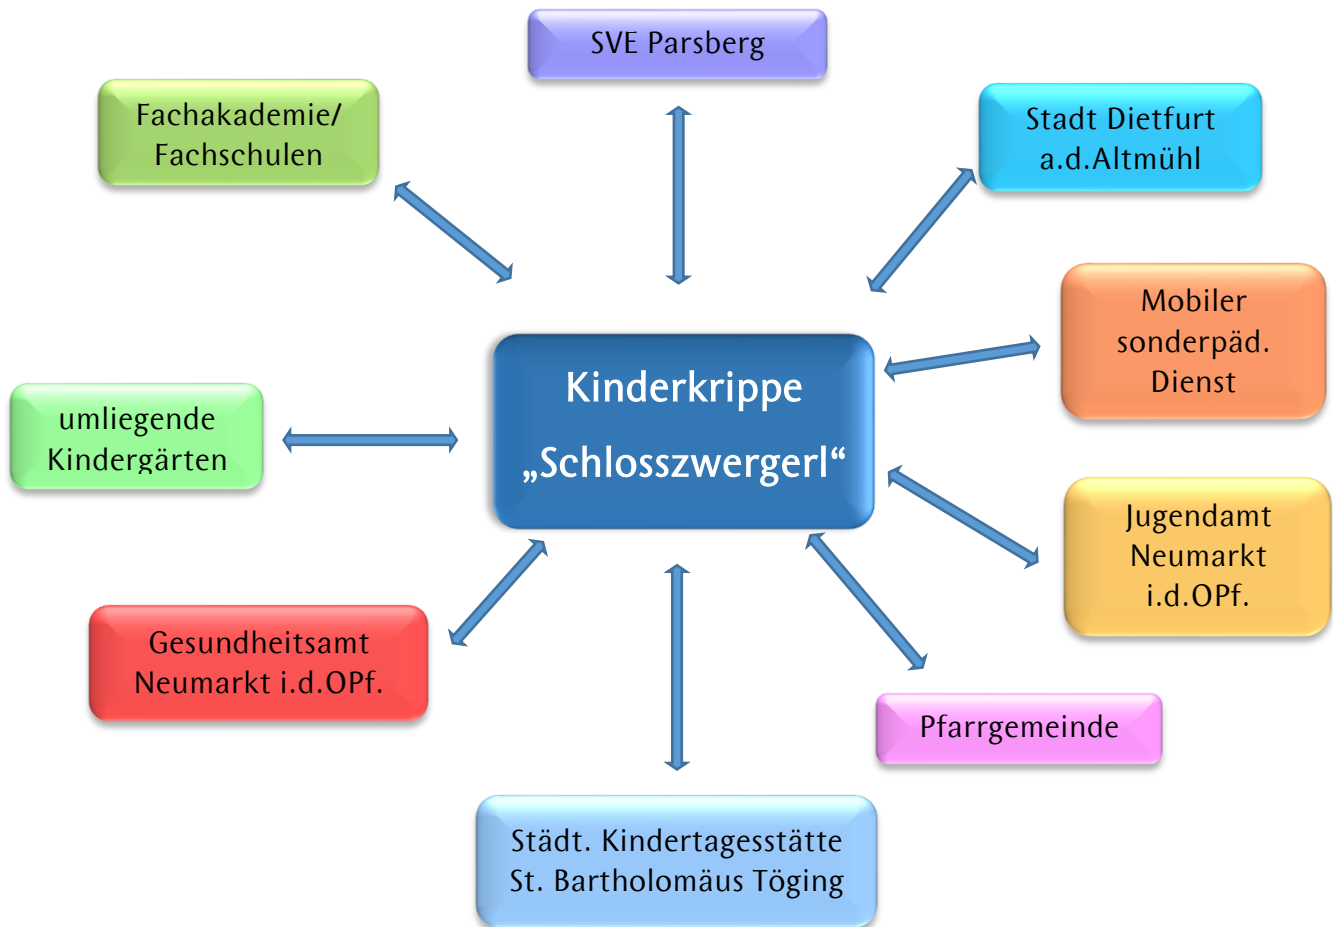 SVE Parsberg
Fachakademie/
Fachschulen
Stadt Dietfurt
a.d.Altmühl
Mobiler
sonderpäd.
Dienst
Kinderkrippe
„Schlosszwergerl“
umliegende
Kindergärten
Jugendamt
Neumarkt
i.d.OPf.
Gesundheitsamt
Neumarkt i.d.OPf.
Pfarrgemeinde
Städt. Kindertagesstätte
St. Bartholomäus Töging